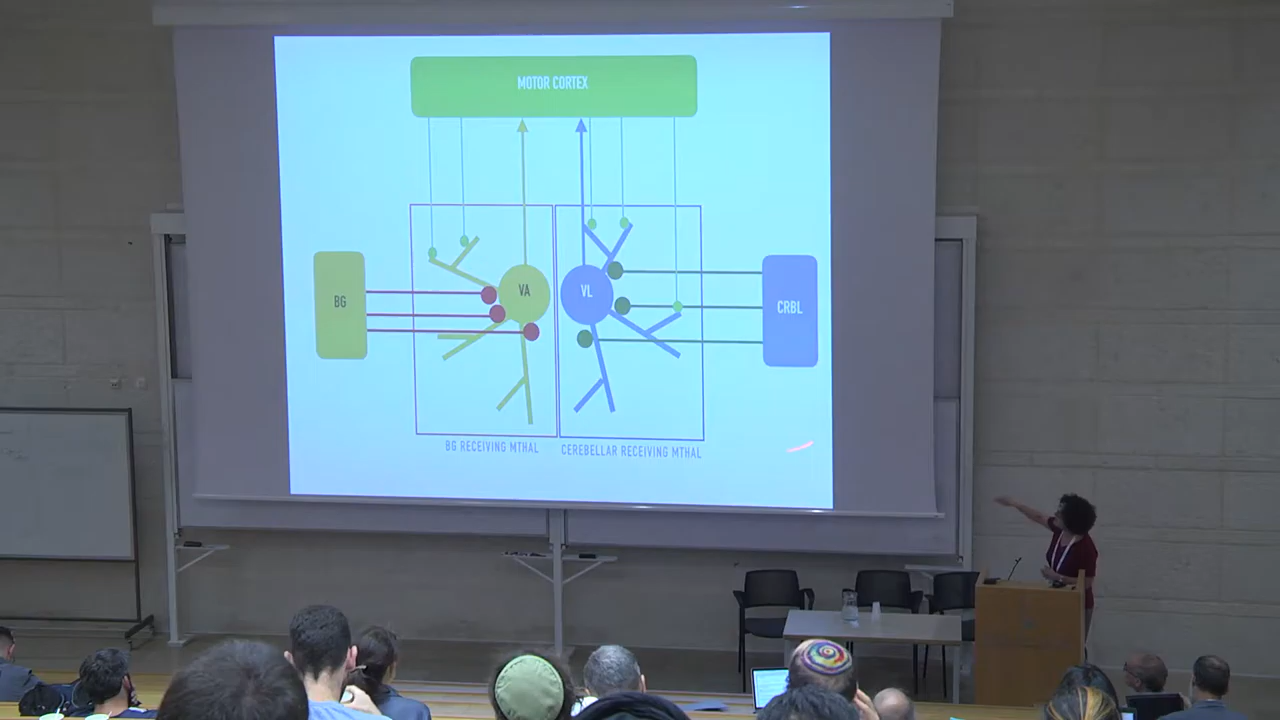 MOTOR CORTEX
BG
VA
VL
CRBL
BG RECEIVING MTHAL
CEREBELLAR RECEIVING MTHAL